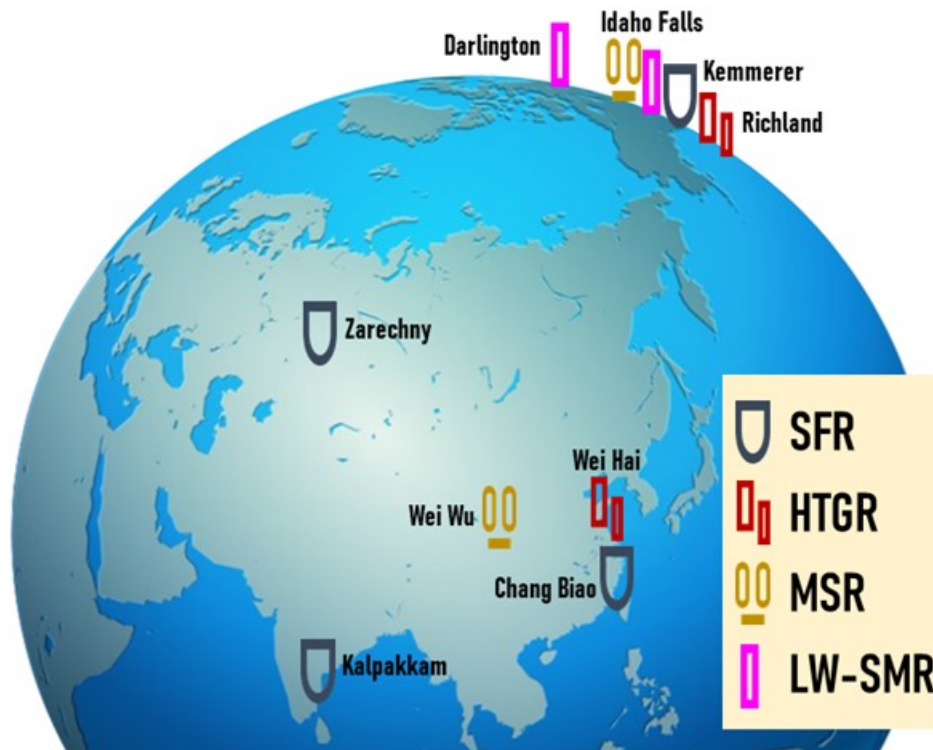 Idaho Falls
Darlington
Kemmerer
Richland
Zarechny
Wei Hai
Wei Wu
Chang Biao
Kalpakkam
SFR
HTGR
MSR
LW-SMR